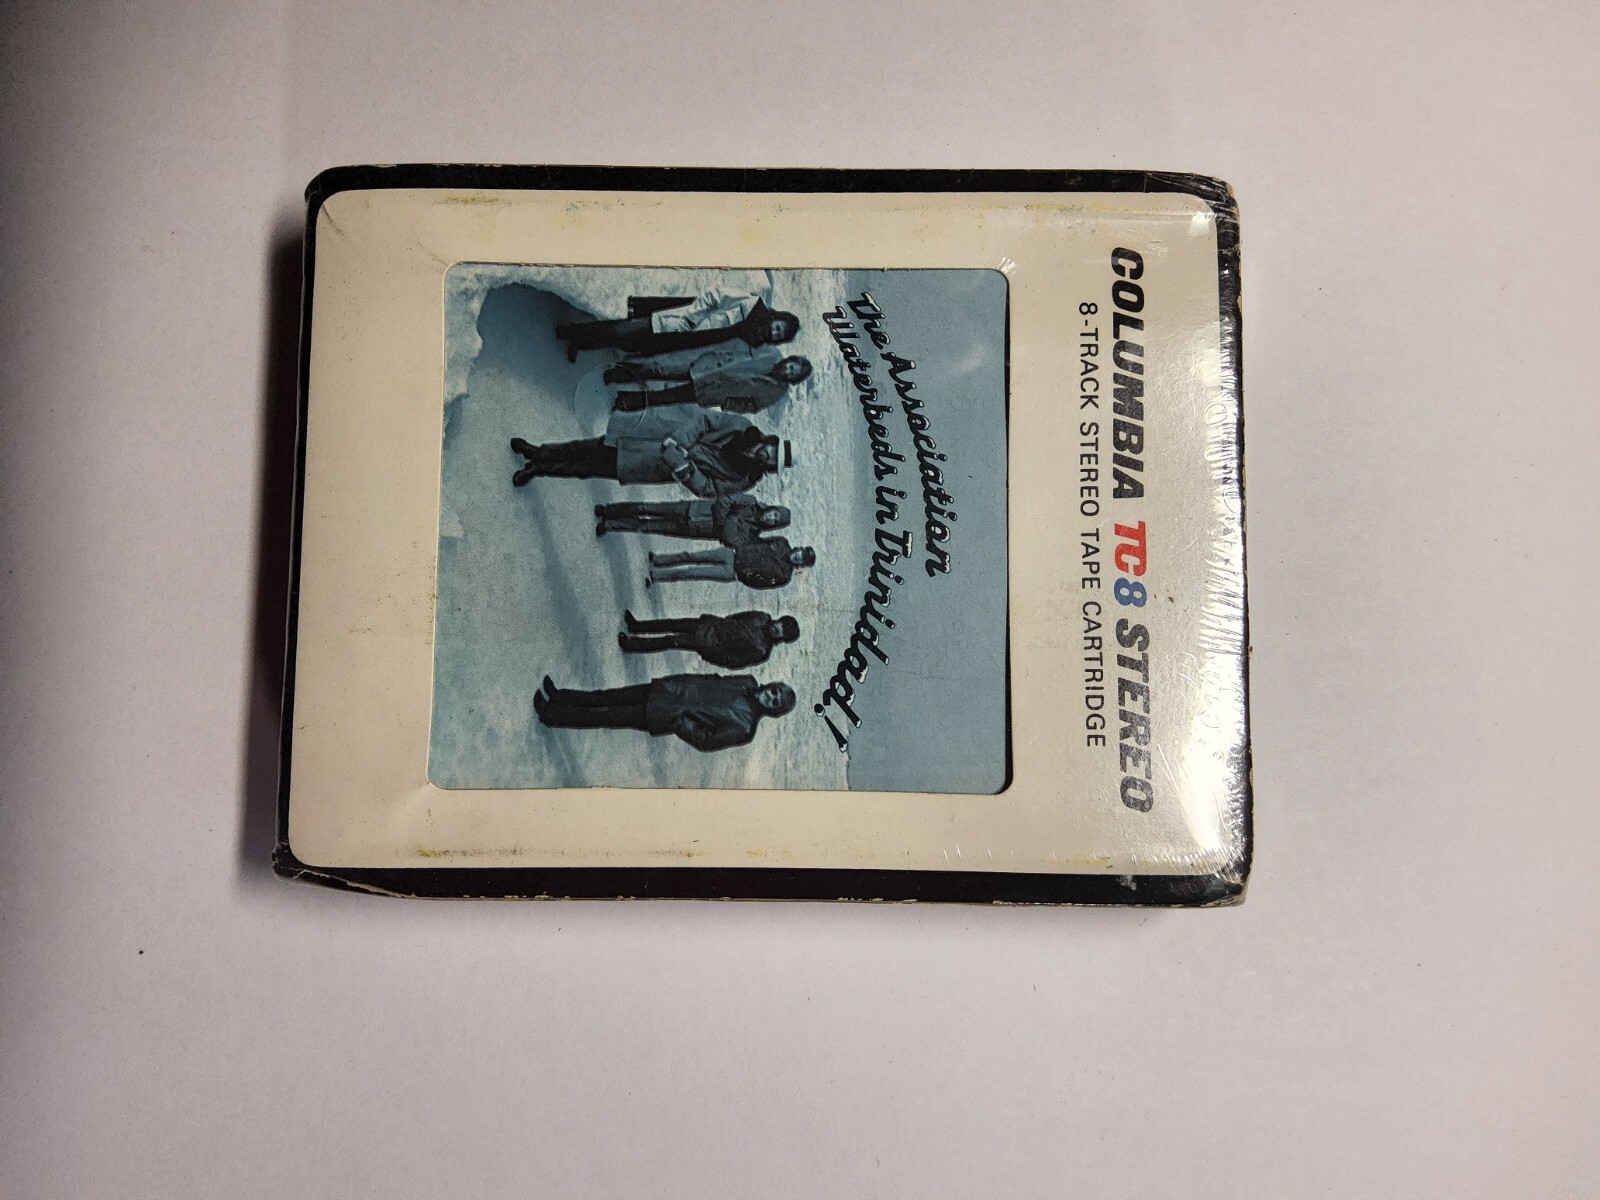 COLUMBIA TC8 STEREO
8-TRACK STEREO TAPE CARTRIDGE
The Association
Waterbeds in Trinidad!